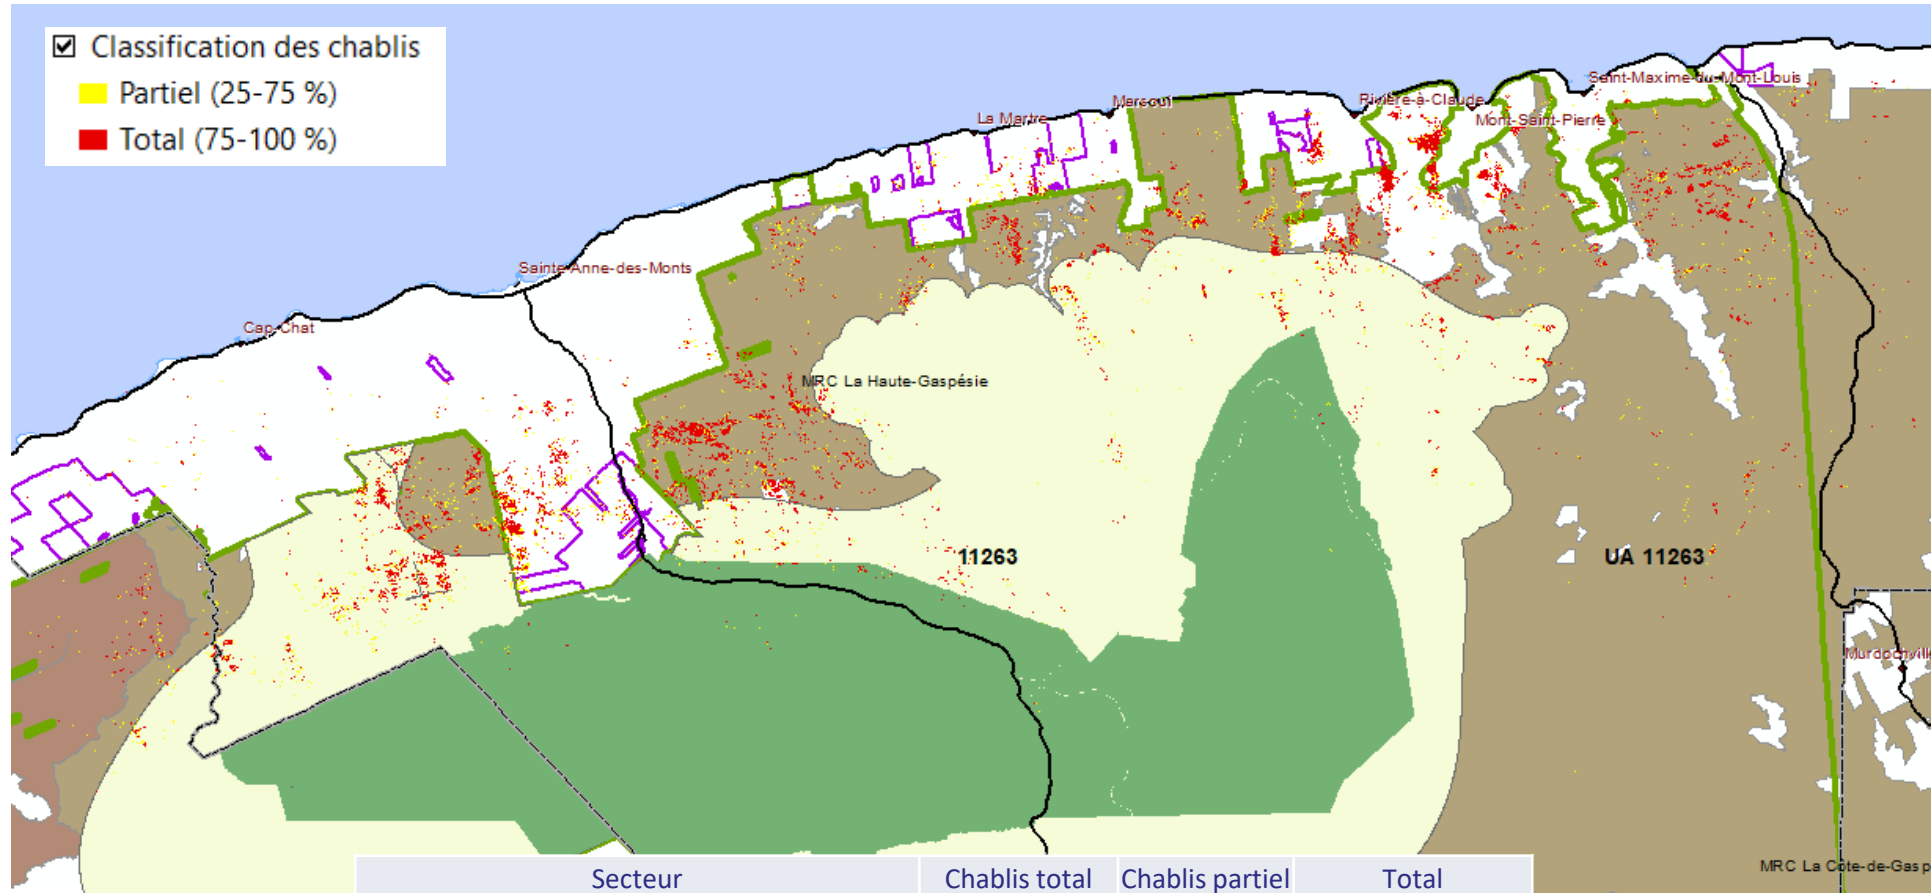 Classification des chablis
Partiel (25-75 %)
Total (75-100 %)
Saint-Maxime-du-Mont-Louis
Marsoui
Rivière-à-Claude
La Martre
Mont-Saint-Pierre
Sainte-Anne-des-Monts
Cap-Chat
MRC La Haute-Gaspésie
11263
UA 11263
Murdochville
MRC La Côte-de-Gasp
Secteur Chablis total Chablis partiel Total